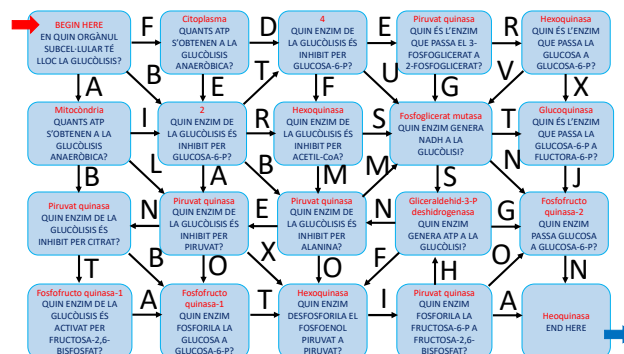 BEGIN HERE
EN QUIN ORGÀNUL
SUBCEL·LULAR TÉ
LLOC LA GLUCÒLISI?
F
Citoplasma
QUANTS ATP
S'OBTENEN A LA
GLUCÒLISI
ANAERÒBICA?
D
4
QUIN ENZIM DE
LA GLUCÒLISI ÉS
INHIBIT PER
GLUCOSA-6-P?
E
Piruvat quinasa
QUIN ÉS L'ENZIM
QUE PASSA EL 3-
FOSFOGLICERAT A
2-FOSFOGLICERAT?
R
Hexoquinasa
QUIN ÉS L'ENZIM
QUE PASSA LA
GLUCOSA A
GLUCOSA-6-P?
A
B
E
T
F
U
G
V
X
Mitocòndria
QUANTS ATP
S'OBTENEN A LA
GLUCÒLISIS
ANAERÒBICA?
I
2
QUIN ENZIM DE
LA GLUCÒLISI ÉS
INHIBIT PER
GLUCOSA-6-P?
R
Hexoquinasa
QUIN ENZIM DE
LA GLUCÒLISI ÉS
INHIBIT PER
ACETIL-CoA?
S
Fosfoglicerat mutasa
QUIN ENZIM GENERA
NADH A LA
GLUCÒLISI?
T
Glucoquinasa
QUIN ÉS L'ENZIM
QUE PASSA LA
GLUCOSA-6-P A
FLUCTORA-6-P?
B
L
A
B
M
M
S
N
J
Piruvat quinasa
QUIN ENZIM DE LA
GLUCÒLISIS ÉS
INHIBIT PER CITRAT?
N
Piruvat quinasa
QUIN ENZIM DE
LA GLUCÒLISI ÉS
INHIBIT PER
PIRUVAT?
E
Piruvat quinasa
QUIN ENZIM DE
LA GLUCÒLISI ÉS
INHIBIT PER
ALANINA?
N
Gliceraldehid-3-P
deshidrogenasa
QUIN ENZIM
GENERA ATP A LA
GLUCÒLISI?
G
Fosfofructo
quinasa-2
QUIN ENZIM
PASSA GLUCOSA
A GLUCOSA-6-P?
T
B
O
X
O
F
H
O
N
Fosfofructo quinasa-1
QUIN ENZIM DE LA
GLUCÒLISIS ÉS
ACTIVAT PER
FRUCTOSA-2,6-
BISFOSFAT?
A
Fosfofructo
quinasa-1
QUIN ENZIM
FOSFORILA LA
GLUCOSA A
GLUCOSA-6-P?
T
Hexoquinasa
QUIN ENZIM
DESFOSFORILA EL
FOSFOENOL
PIRUVAT A
PIRUVAT?
I
Piruvat quinasa
QUIN ENZIM
FOSFORILA LA
FRUCTOSA-6-P A
FRUCTOSA-2,6-
BISFOSFAT?
A
Heoquinasa
END HERE